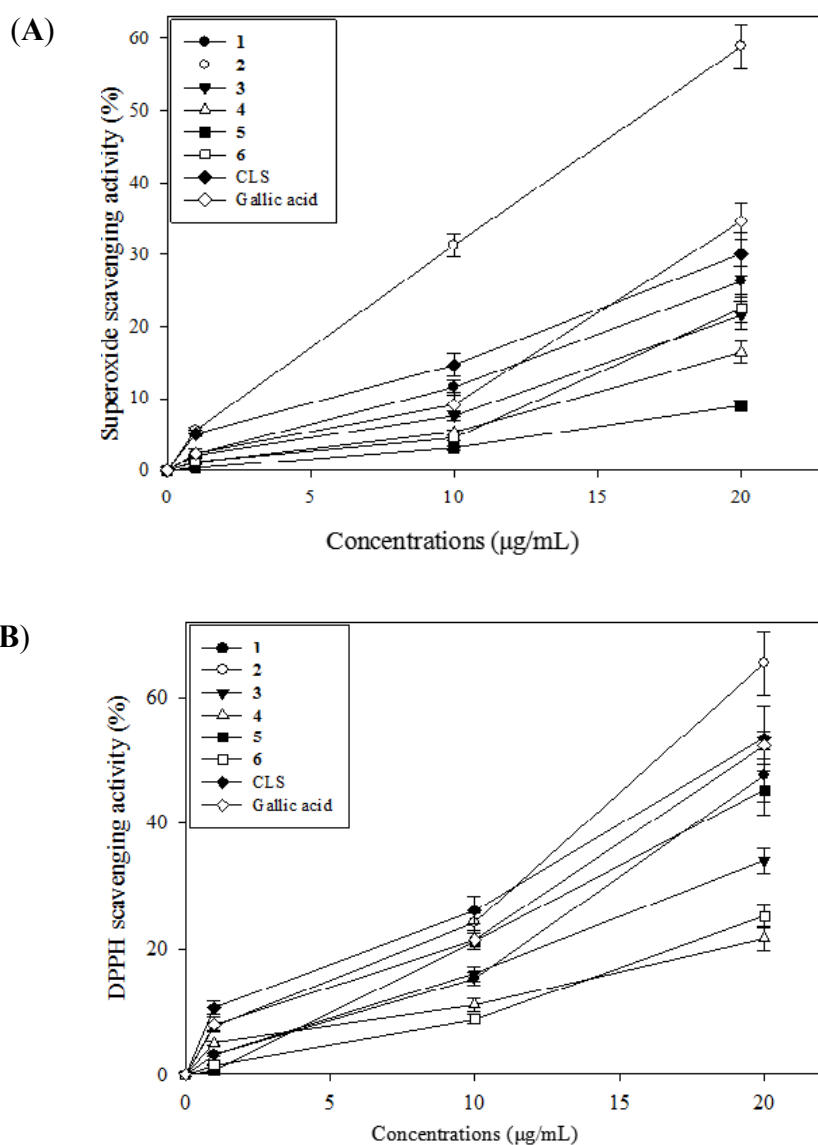 (A)
Superoxide scavenging activity (%)
60
50
40
30
20
10
0
1
2
3
4
5
6
CLS
Gallic acid
0 5 10 15 20
Concentrations (µg/mL)
B)
DPPH scavenging activity (%)
60
40
20
0
1
2
3
4
5
6
CLS
Gallic acid
0 5 10 15 20
Concentrations (µg/mL)